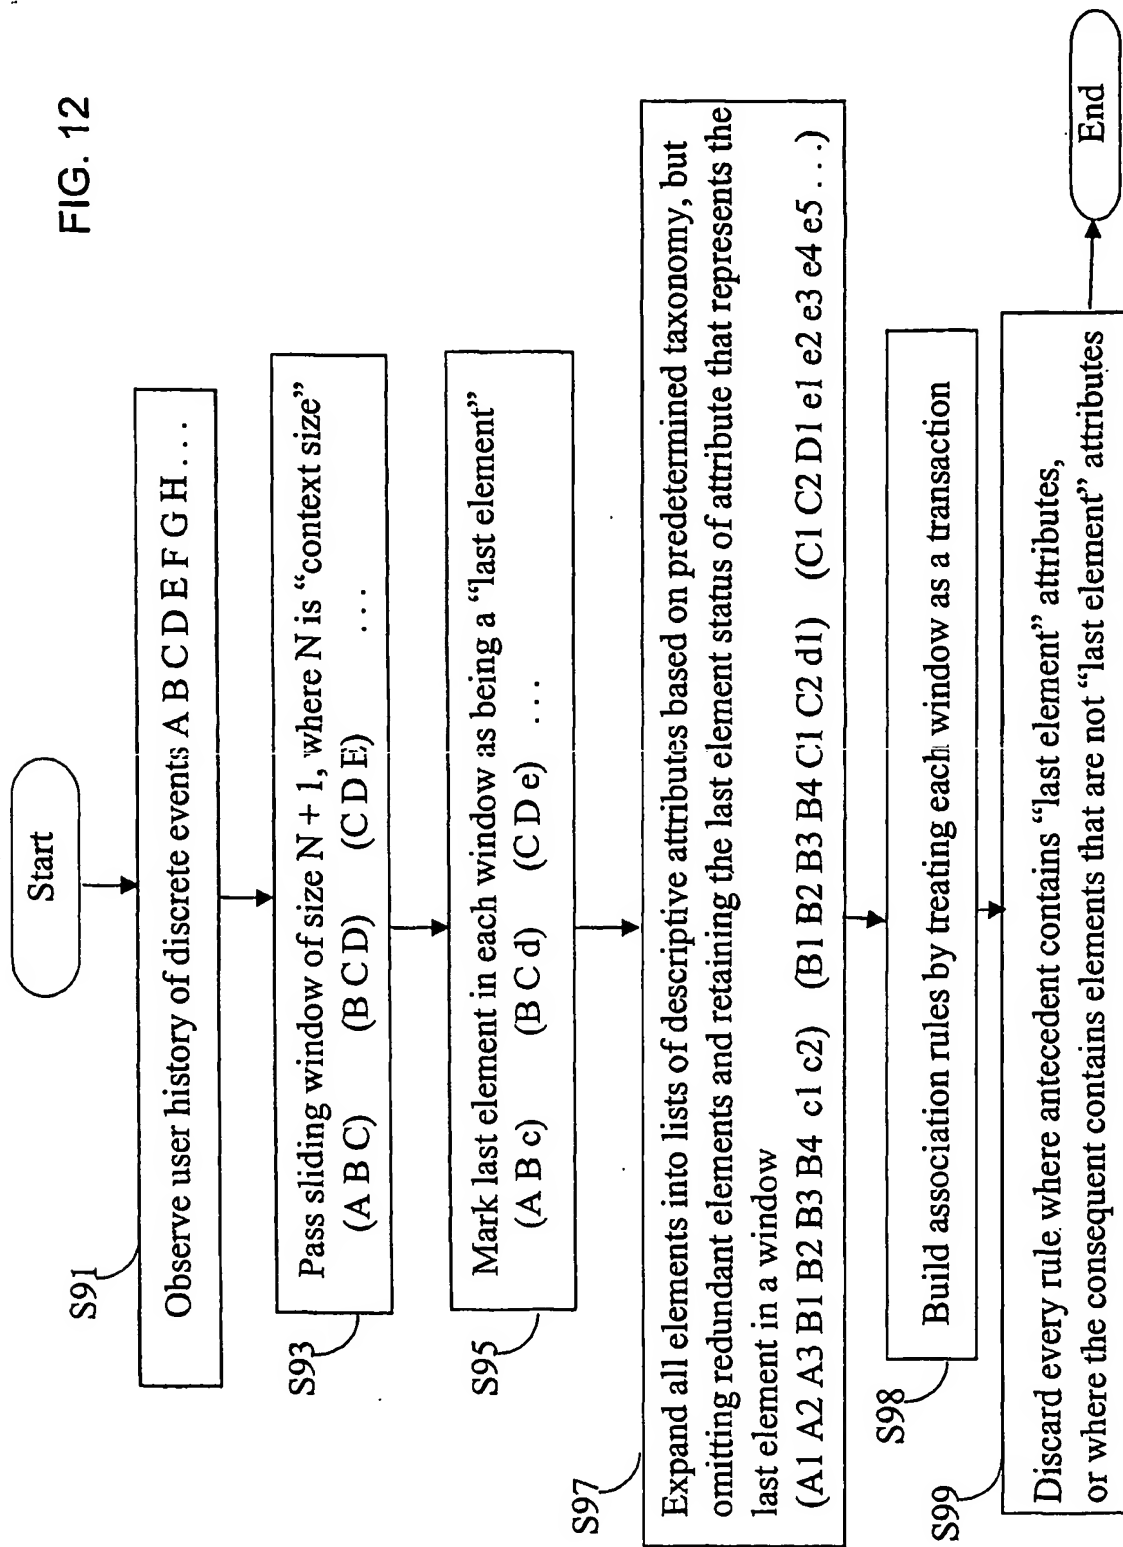 FIG. 12
Start
S91
Observe user history of discrete events A B C D E F G H . . .
S93
Pass sliding window of size N + 1, where N is “context size”
(A B C) (B C D) (C D E) . . .
S95
Mark last element in each window as being a “last element”
(A B c) (B C d) (C D e) . . .
S97
Expand all elements into lists of descriptive attributes based on predetermined taxonomy, but
omitting redundant elements and retaining the last element status of attribute that represents the
last element in a window
(A1 A2 A3 B1 B2 B3 B4 c1 c2) (B1 B2 B3 B4 C1 C2 d1) (C1 C2 D1 e1 e2 e3 e4 e5 . . .)
S98
Build association rules by treating each window as a transaction
S99
Discard every rule where antecedent contains “last element” attributes,
or where the consequent contains elements that are not “last element” attributes
End